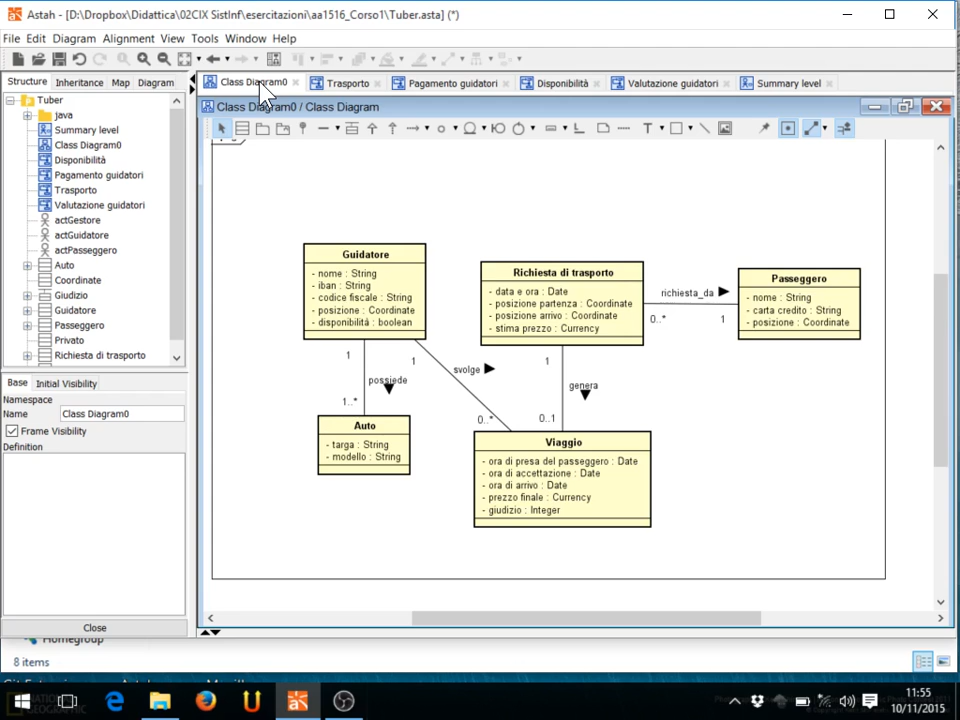 Astah - [D:\Dropbox\Didattica\02CIX SistInf\esercitazioni\aa1516_Corso1\Tuber.asta] (*)
File Edit Diagram Alignment View Tools Window Help
Structure Inheritance Map Diagram
Class Diagram0 Trasporto Pagamento guidatori Disponibilità Valutazione guidatori Summary level
Class Diagram0 / Class Diagram
Tuber
java
Summary level
Class Diagram0
Disponibilità
Pagamento guidatori
Trasporto
Valutazione guidatori
actGestore
actGuidatore
actPasseggero
Auto
Coordinate
Giudizio
Guidatore
Passeggero
Privato
Richiesta di trasporto
Base Initial Visibility
Namespace
Name Class Diagram0
Frame Visibility
Definition
Close
Guidatore
- nome : String
- iban : String
- codice fiscale : String
- posizione : Coordinate
- disponibilità : boolean
Richiesta di trasporto
- data e ora : Date
- posizione partenza : Coordinate
- posizione arrivo : Coordinate
- stima prezzo : Currency
richiesta_da
0..* 1
Passeggero
- nome : String
- carta credito : String
- posizione : Coordinate
1
possiede
1..*
1
svolge
0..*
1
genera
0..1
Auto
- targa : String
- modello : String
Viaggio
- ora di presa del passeggero : Date
- ora di accettazione : Date
- ora di arrivo : Date
- prezzo finale : Currency
- giudizio : Integer
Homegroup
8 items
11:55
10/11/2015